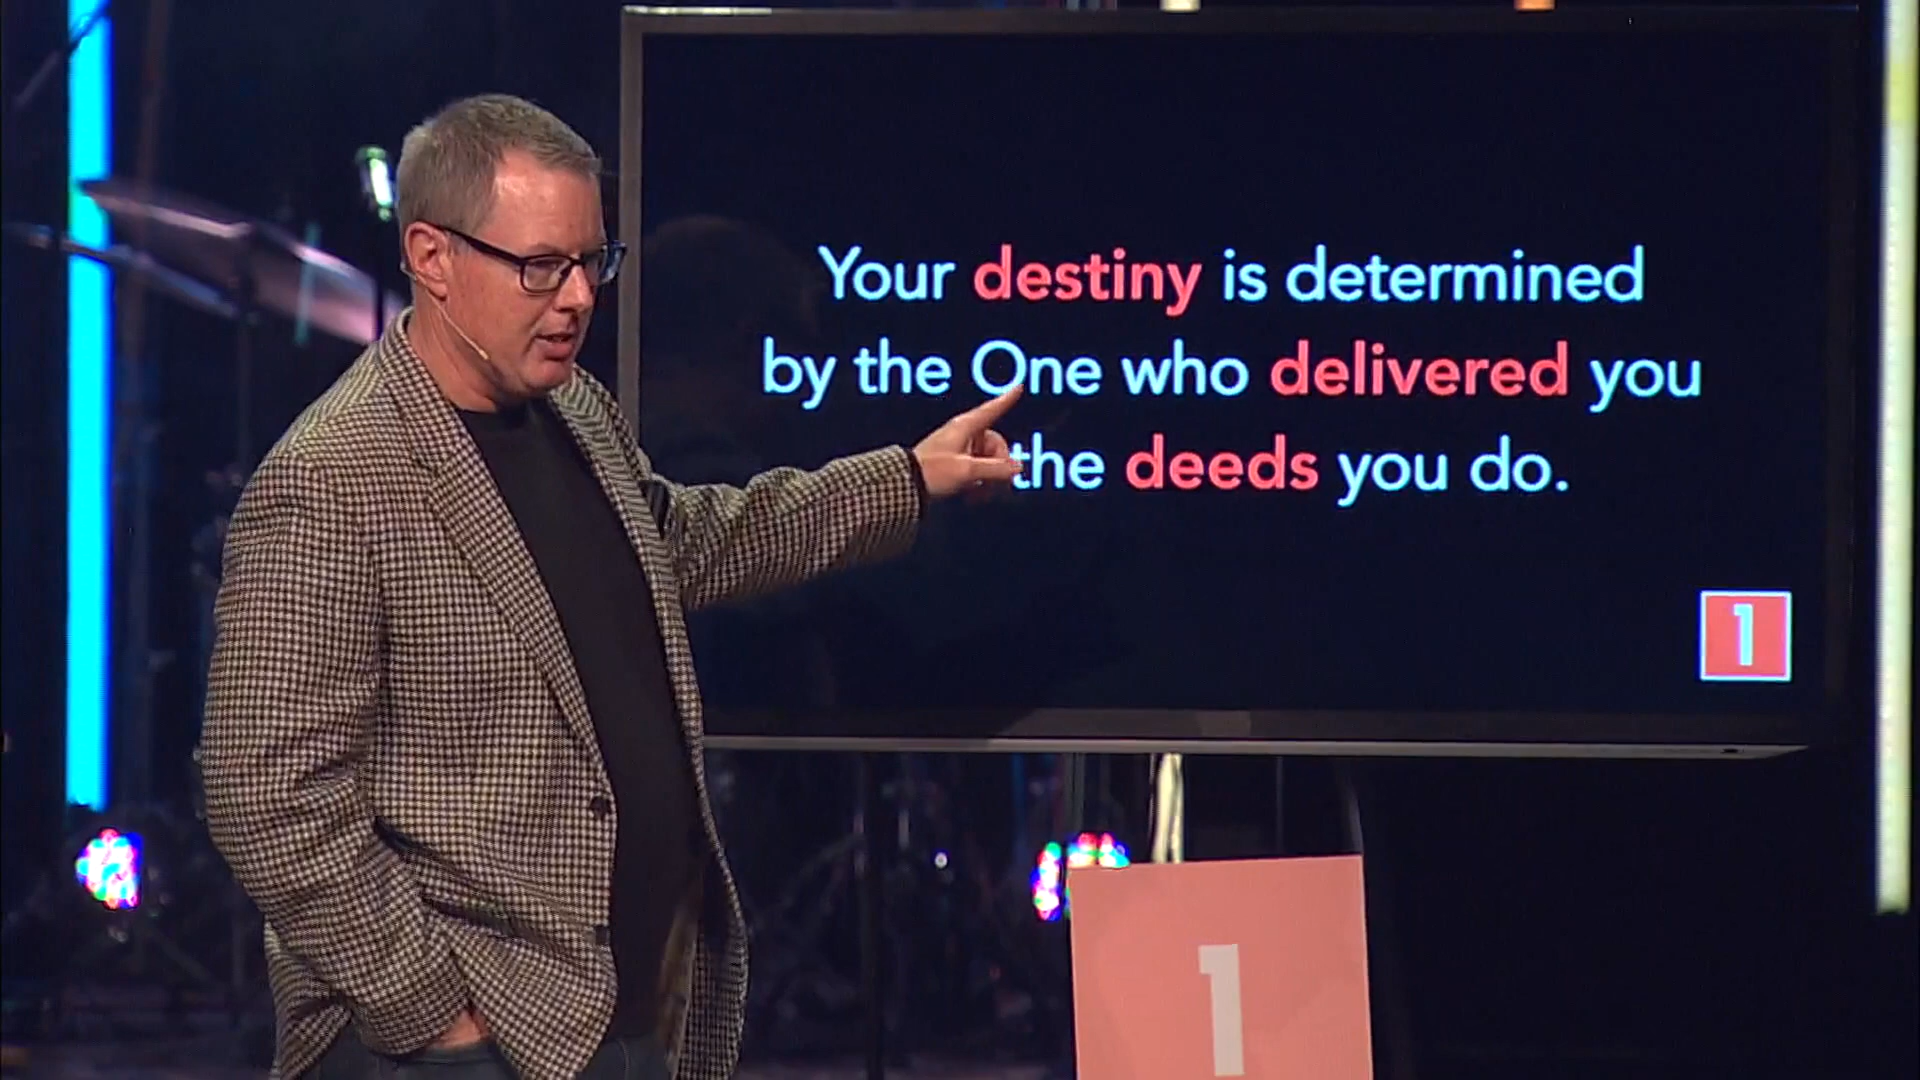 Your destiny is determined
by the One who delivered you
the deeds you do.
1
1